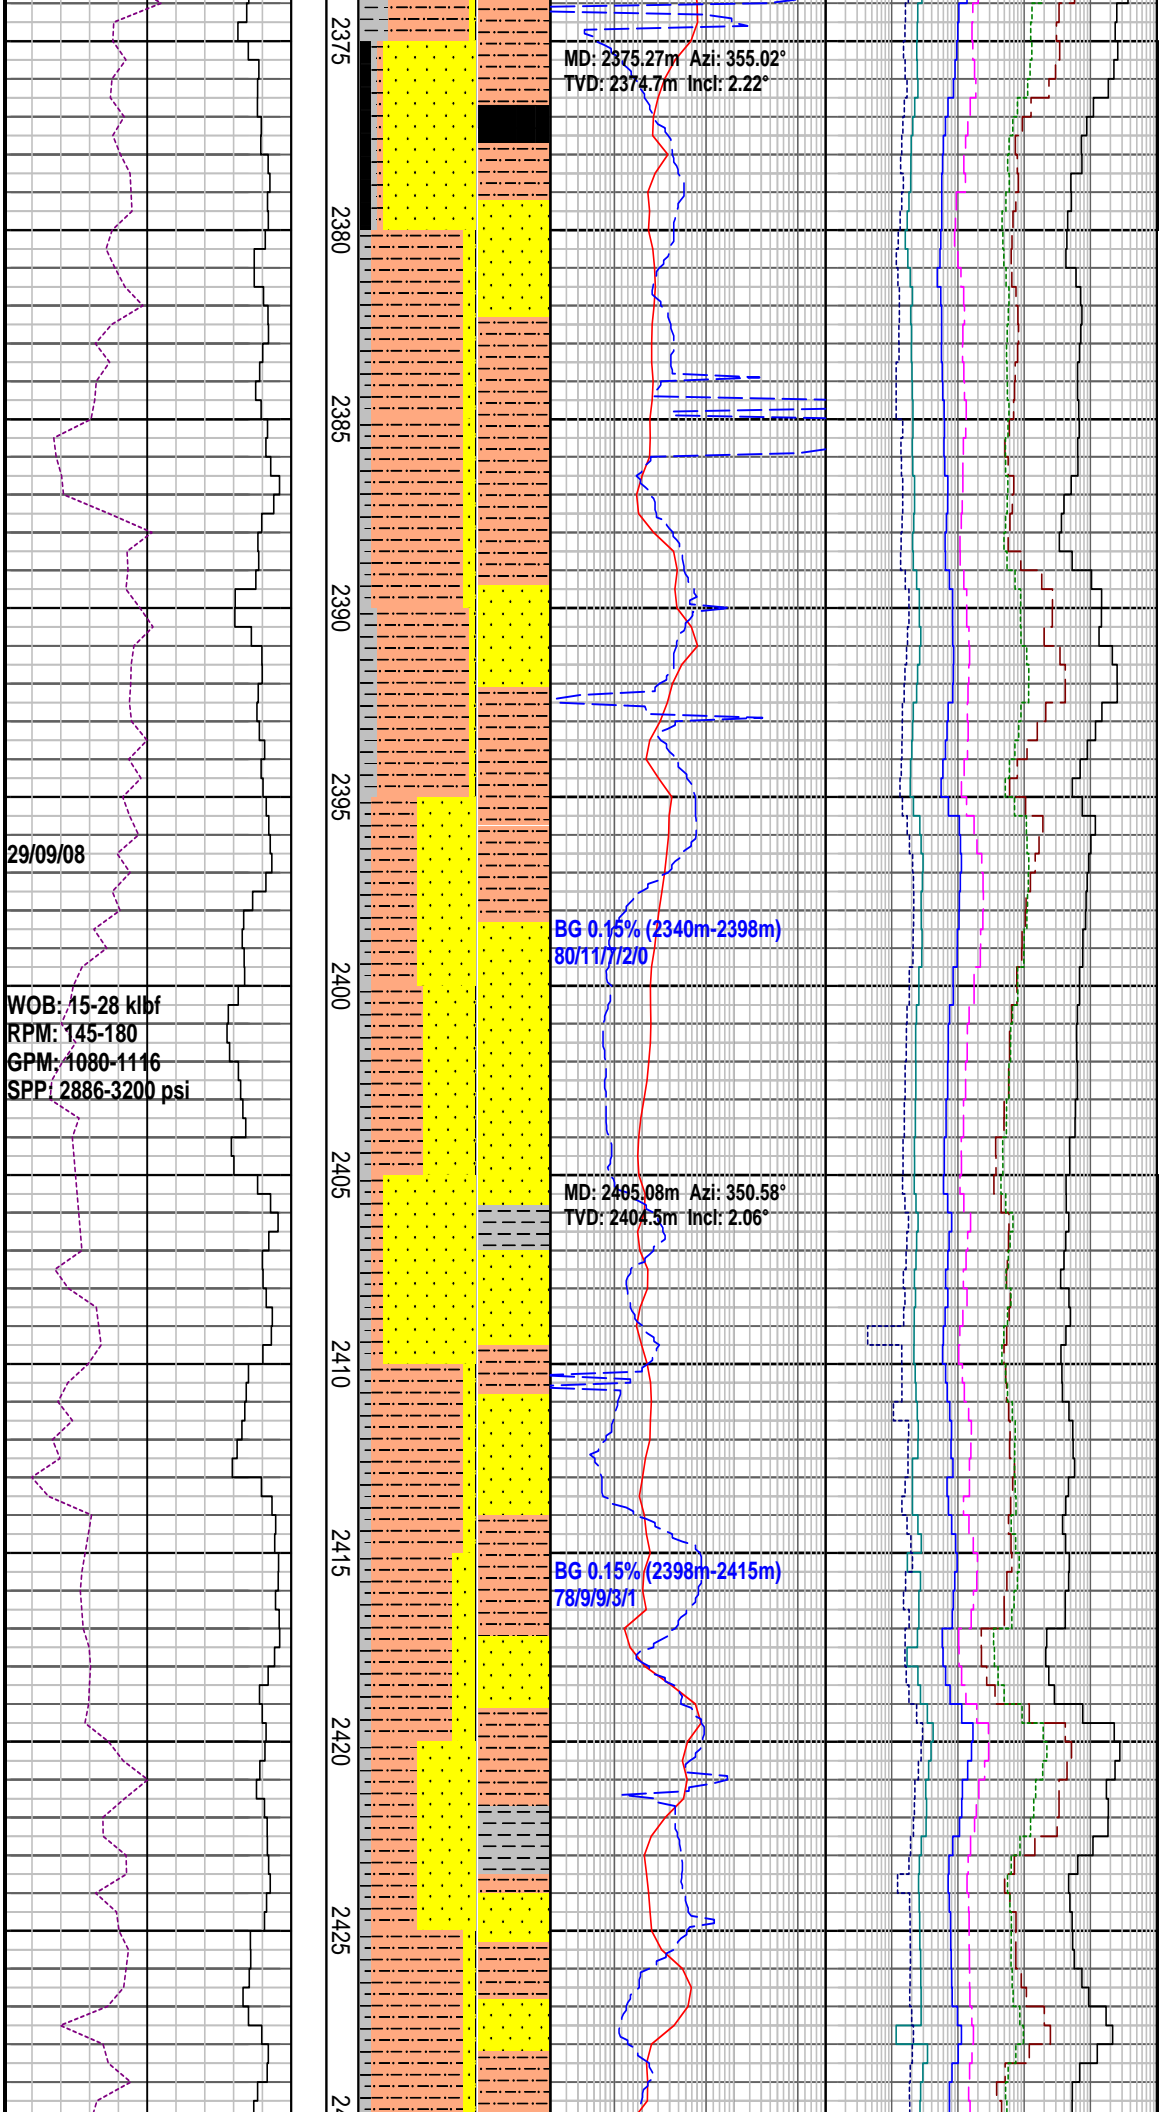 2375
MD: 2375.27m Azi: 355.02°
TVD: 2374.7m Incl: 2.22°
2380
2385
2390
2395
29/09/08
BG 0.15% (2340m-2398m)
80/11/7/2/0
2400
WOB: 15-28 klbf
RPM: 145-180
GPM: 1080-1116
SPP: 2886-3200 psi
2405
MD: 2405.08m Azi: 350.58°
TVD: 2404.5m Incl: 2.06°
2410
2415
BG 0.15% (2398m-2415m)
78/9/9/3/1
2420
2425